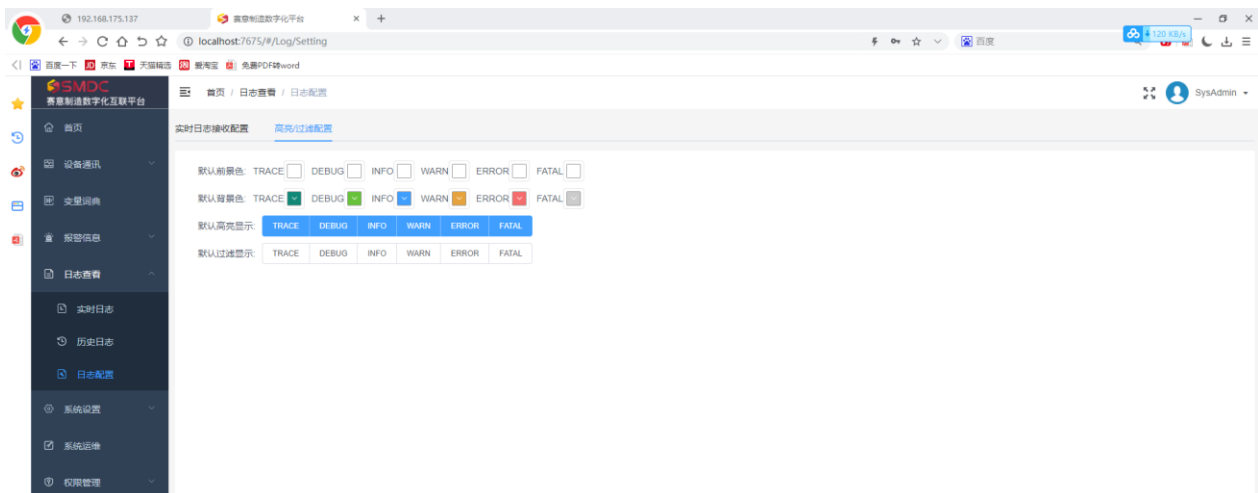 192.168.175.137 赛意制造数字化平台 × +
localhost:7675/#/Log/Setting 百度 120 KB/s
百度一下 JD 京东 T 天猫精选 淘 爱淘宝 免费PDF转word
SMDC
赛意制造数字化互联平台
首页 / 日志查看 / 日志配置 SysAdmin
首页
设备通讯
变量词典
报警信息
日志查看
实时日志
历史日志
日志配置
系统设置
系统运维
权限管理
实时日志接收配置 高亮/过滤配置
默认前景色: TRACE DEBUG INFO WARN ERROR FATAL
默认背景色: TRACE DEBUG INFO WARN ERROR FATAL
默认高亮显示: TRACE DEBUG INFO WARN ERROR FATAL
默认过滤显示: TRACE DEBUG INFO WARN ERROR FATAL